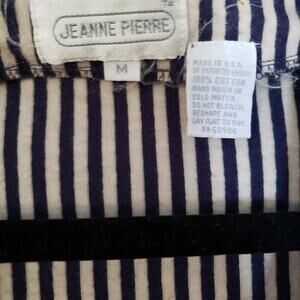 JEANNE PIERRE
M
MADE IN U.S.A.
OF IMPORTED FABRIC
100% COTTON
HAND WASH IN
COLD WATER,
DO NOT BLEACH,
RESHAPE AND
LAY FLAT TO DRY.
RN 50906